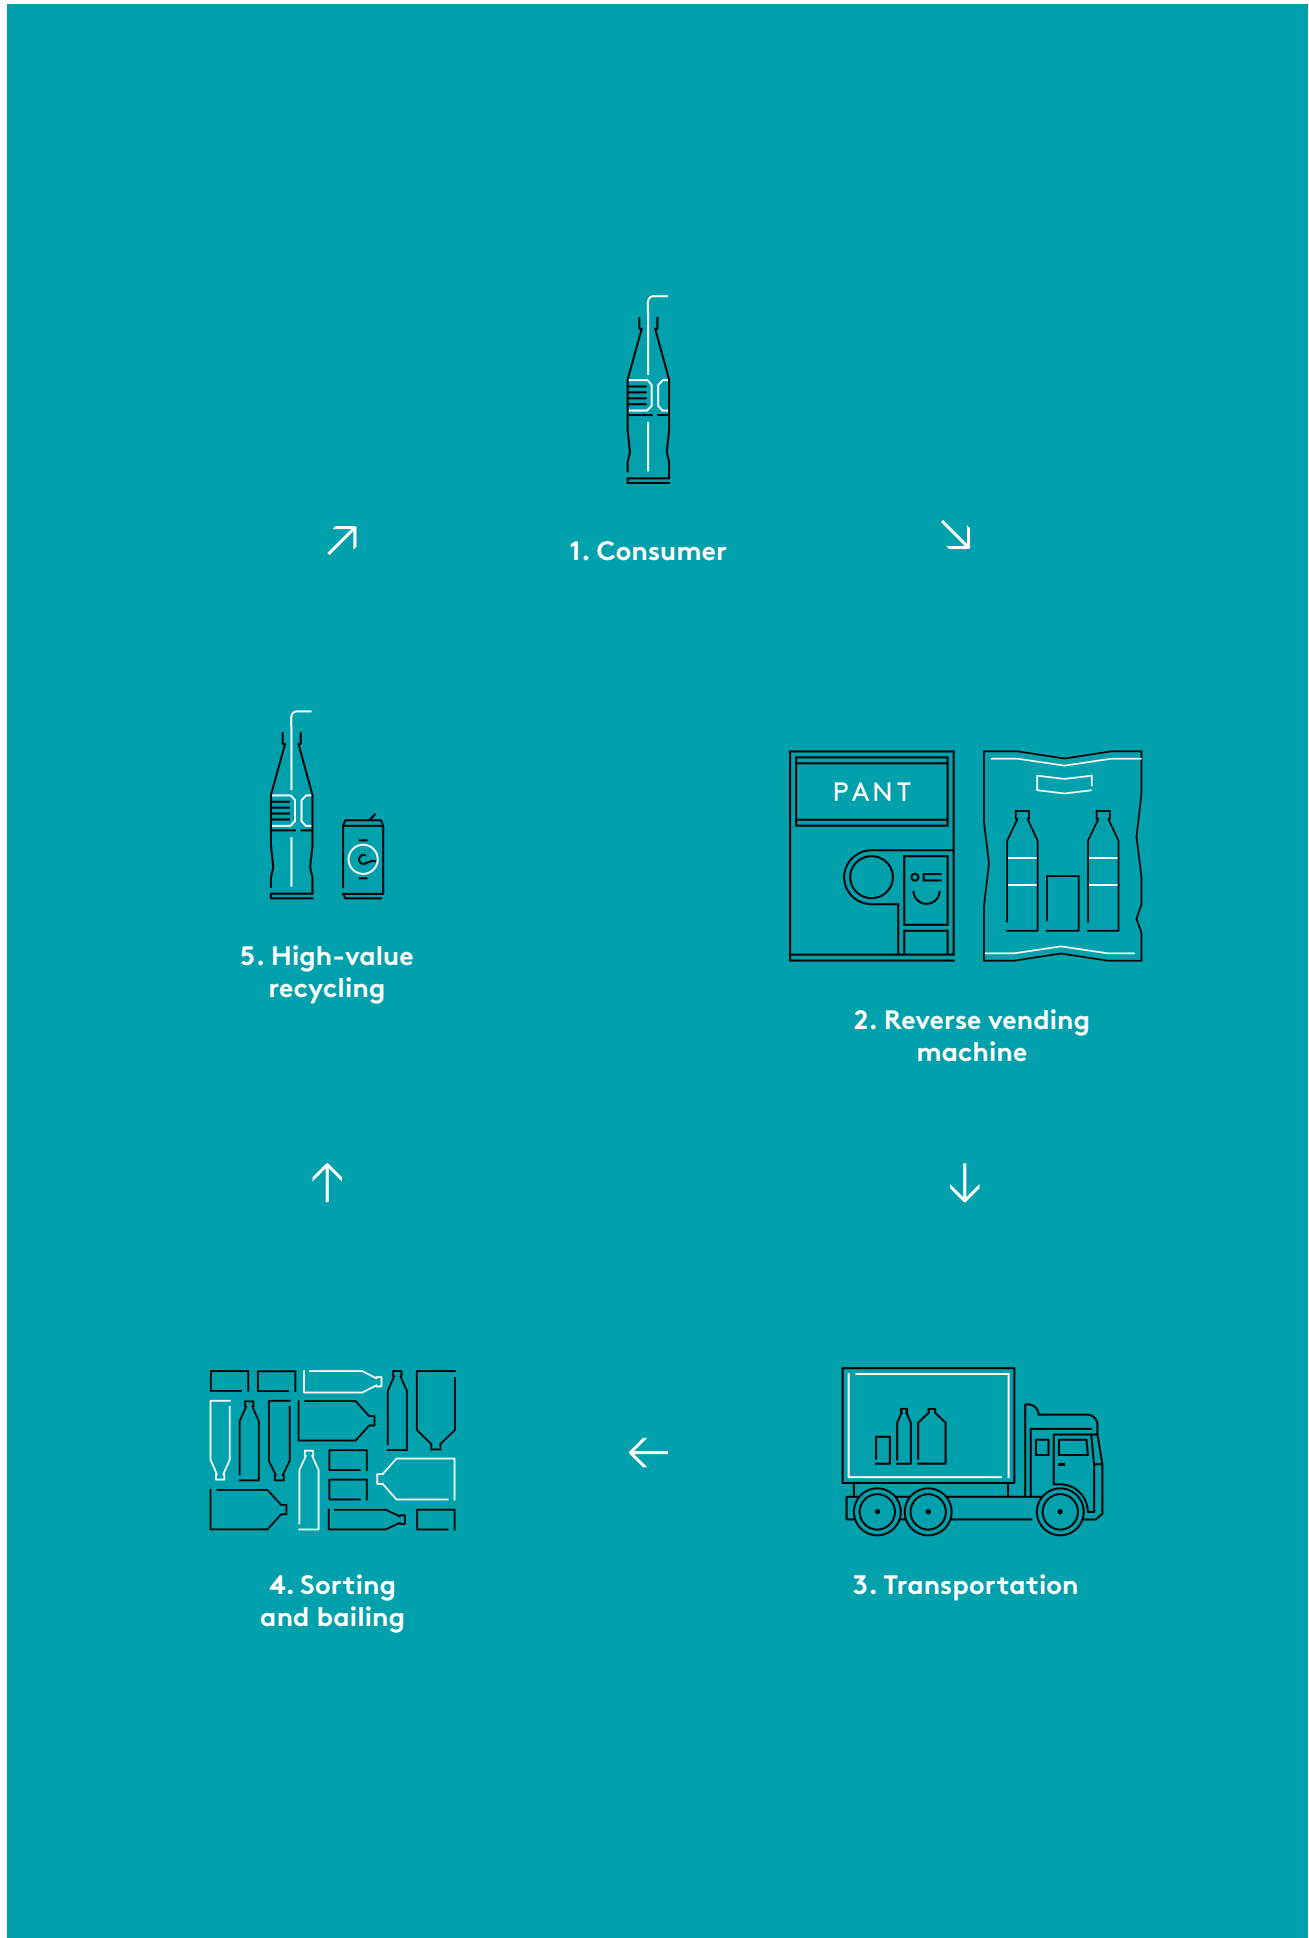 1. Consumer
PANT
2. Reverse vending
machine
3. Transportation
4. Sorting
and bailing
5. High-value
recycling